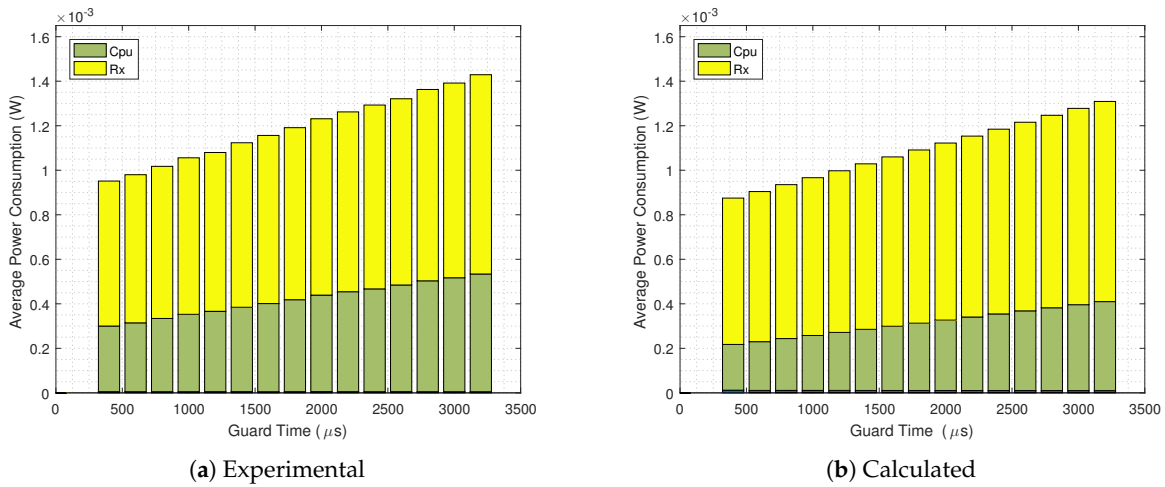 ×10⁻³
1.6
1.4
1.2
1
0.8
0.6
0.4
0.2
0
Average Power Consumption (W)
Cpu
Rx
0 500 1000 1500 2000 2500 3000 3500
Guard Time ( μs)
(a) Experimental
×10⁻³
1.6
1.4
1.2
1
0.8
0.6
0.4
0.2
0
Average Power Consumption (W)
Cpu
Rx
0 500 1000 1500 2000 2500 3000 3500
Guard Time ( μs)
(b) Calculated